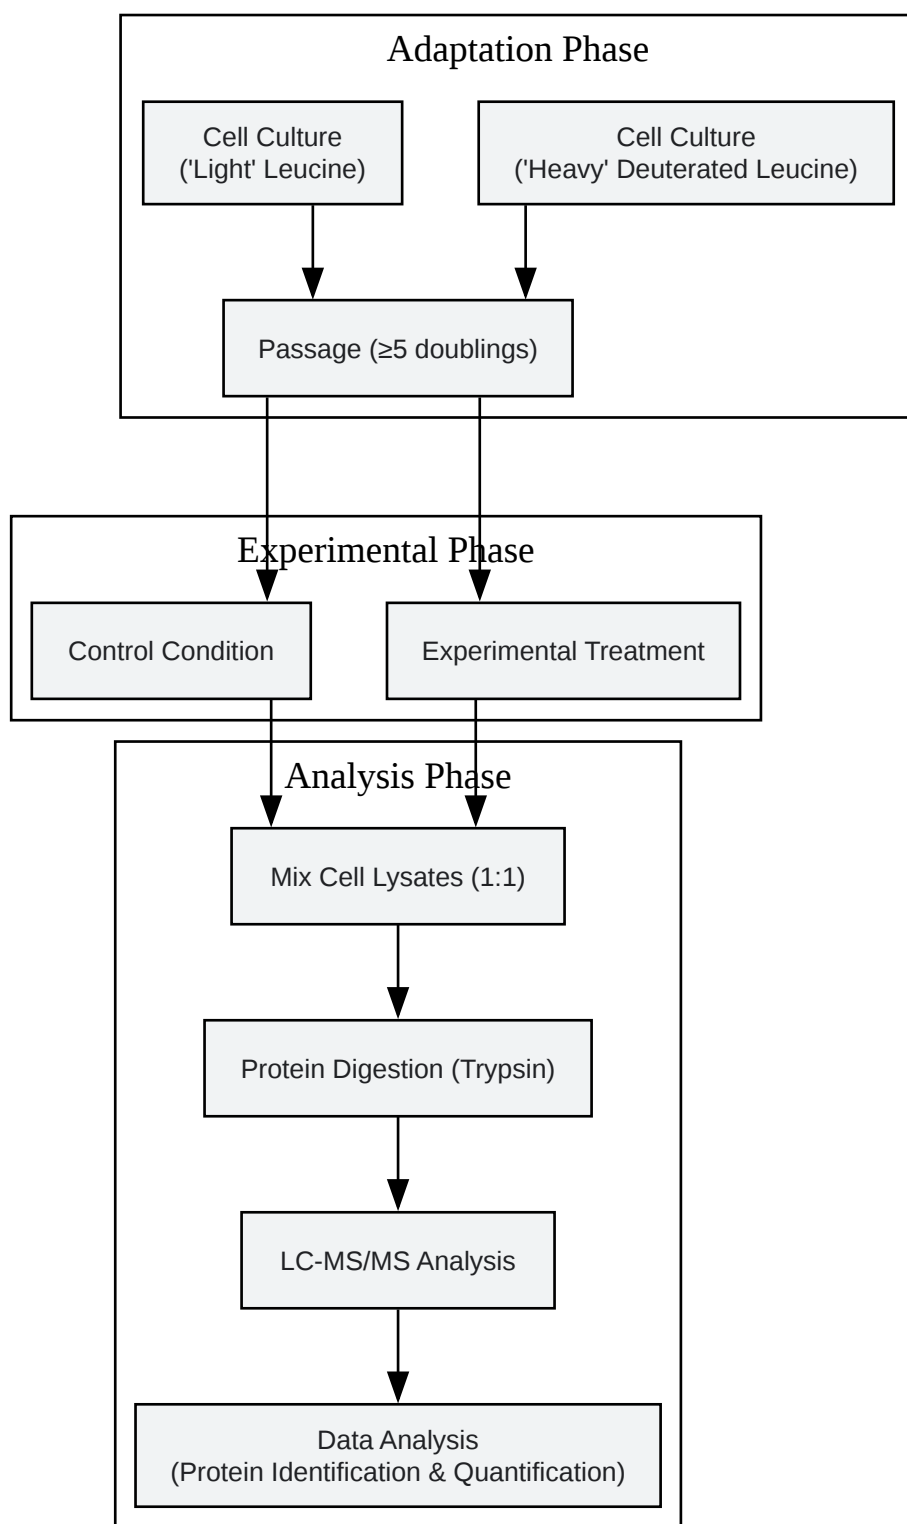 Adaptation Phase
Cell Culture
('Light' Leucine)
Cell Culture
('Heavy' Deuterated Leucine)
Passage (≥5 doublings)
Experimental Phase
Control Condition
Experimental Treatment
Analysis Phase
Mix Cell Lysates (1:1)
Protein Digestion (Trypsin)
LC-MS/MS Analysis
Data Analysis
(Protein Identification & Quantification)